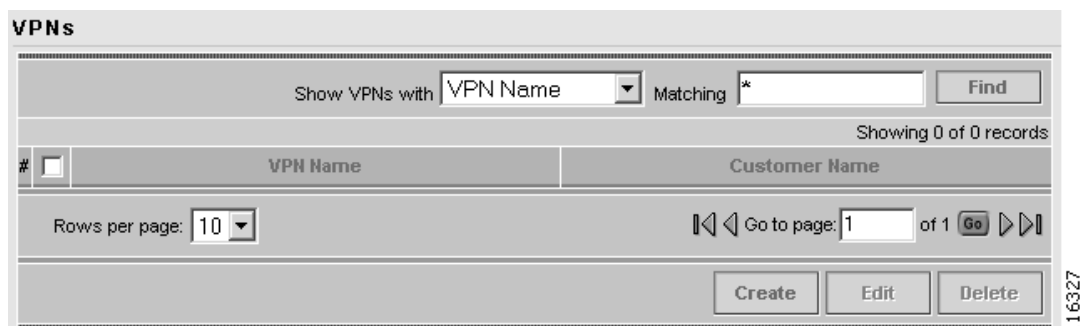 VPNs
Show VPNs with VPN Name Matching * Find
Showing 0 of 0 records
# VPN Name Customer Name
Rows per page: 10 Go to page: 1 of 1 Go
Create Edit Delete
16327